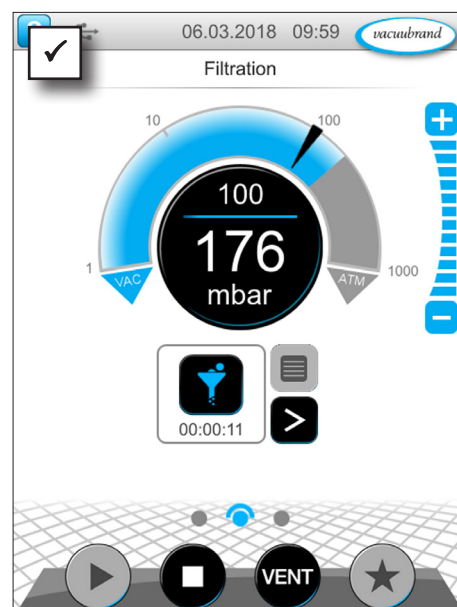 06.03.2018 09:59 vacuubrand
Filtration
10
100
1
1000
VAC
ATM
100
176
mbar
00:00:11
VENT